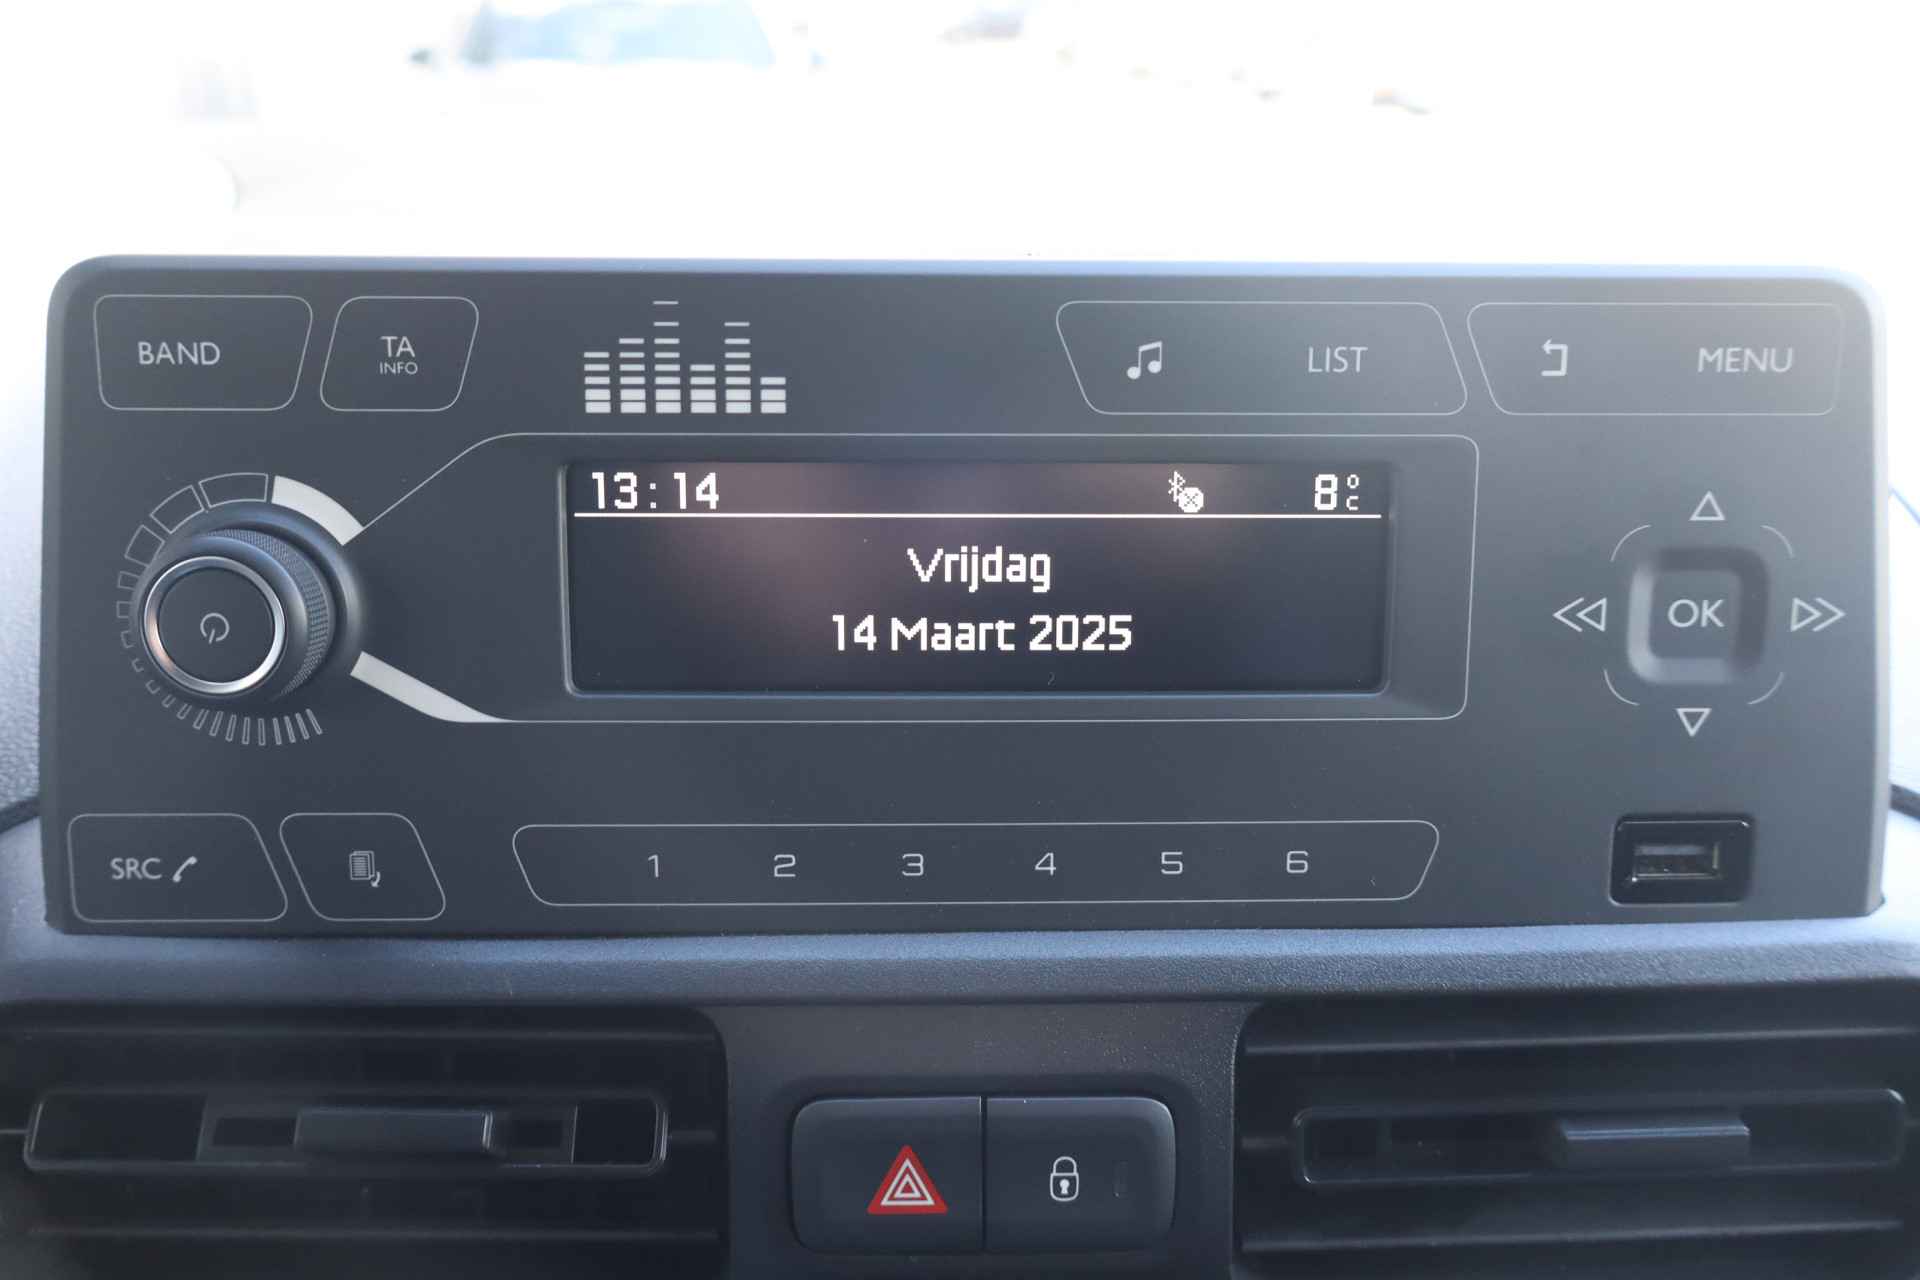 BAND
TA
INFO
LIST
MENU
13:14
8°C
Vrijdag
14 Maart 2025
OK
SRC
1 2 3 4 5 6